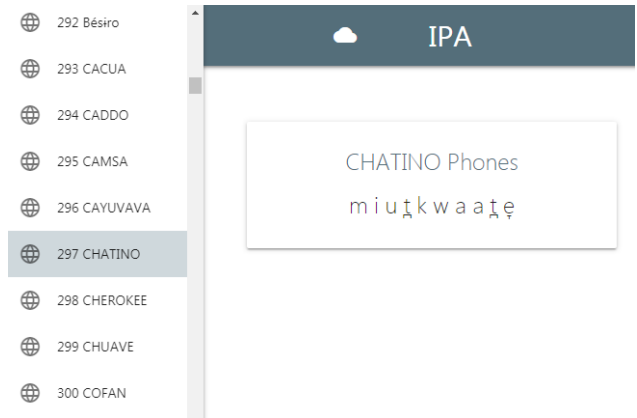 292 Bésɨro
293 CACUA
294 CADDO
295 CAMSA
296 CAYUVAVA
297 CHATINO
298 CHEROKEE
299 CHUAVE
300 COFAN
IPA
CHATINO Phones
m i u t̪ k w a a t̪ e̞